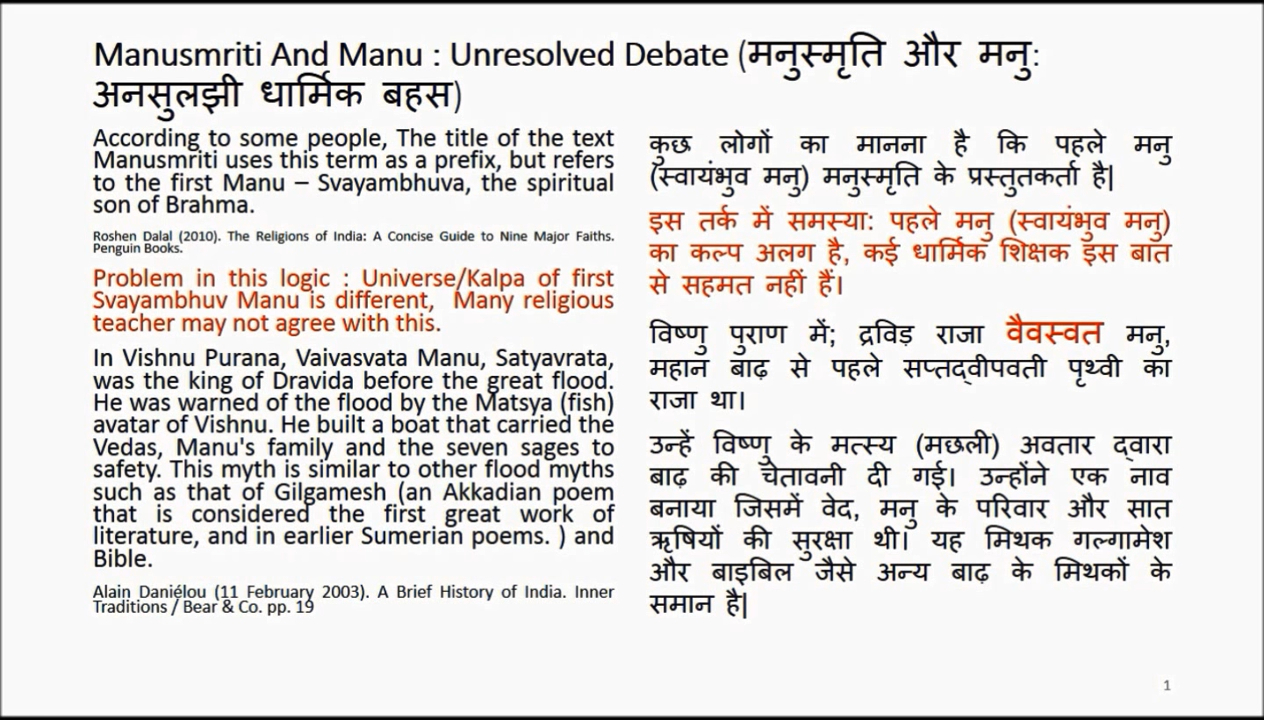 Manusmriti And Manu : Unresolved Debate (मनुस्मृति और मनु:
अनसुलझी धार्मिक बहस)
According to some people, The title of the text
Manusmriti uses this term as a prefix, but refers
to the first Manu – Svayambhuva, the spiritual
son of Brahma.
Roshen Dalal (2010). The Religions of India: A Concise Guide to Nine Major Faiths.
Penguin Books.
Problem in this logic : Universe/Kalpa of first
Svayambhuv Manu is different, Many religious
teacher may not agree with this.
In Vishnu Purana, Vaivasvata Manu, Satyavrata,
was the king of Dravida before the great flood.
He was warned of the flood by the Matsya (fish)
avatar of Vishnu. He built a boat that carried the
Vedas, Manu's family and the seven sages to
safety. This myth is similar to other flood myths
such as that of Gilgamesh (an Akkadian poem
that is considered the first great work of
literature, and in earlier Sumerian poems. ) and
Bible.
Alain Daniélou (11 February 2003). A Brief History of India. Inner
Traditions / Bear & Co. pp. 19
कुछ लोगों का मानना है कि पहले मनु
(स्वायंभुव मनु) मनुस्मृति के प्रस्तुतकर्ता है|
इस तर्क में समस्या: पहले मनु (स्वायंभुव मनु)
का कल्प अलग है, कई धार्मिक शिक्षक इस बात
से सहमत नहीं हैं।
विष्णु पुराण में; द्रविड़ राजा वैवस्वत मनु,
महान बाढ़ से पहले सप्तद्वीपवती पृथ्वी का
राजा था।
उन्हें विष्णु के मत्स्य (मछली) अवतार द्वारा
बाढ़ की चेतावनी दी गई। उन्होंने एक नाव
बनाया जिसमें वेद, मनु के परिवार और सात
ऋषियों की सुरक्षा थी। यह मिथक गल्गामेश
और बाइबिल जैसे अन्य बाढ़ के मिथकों के
समान है|
1